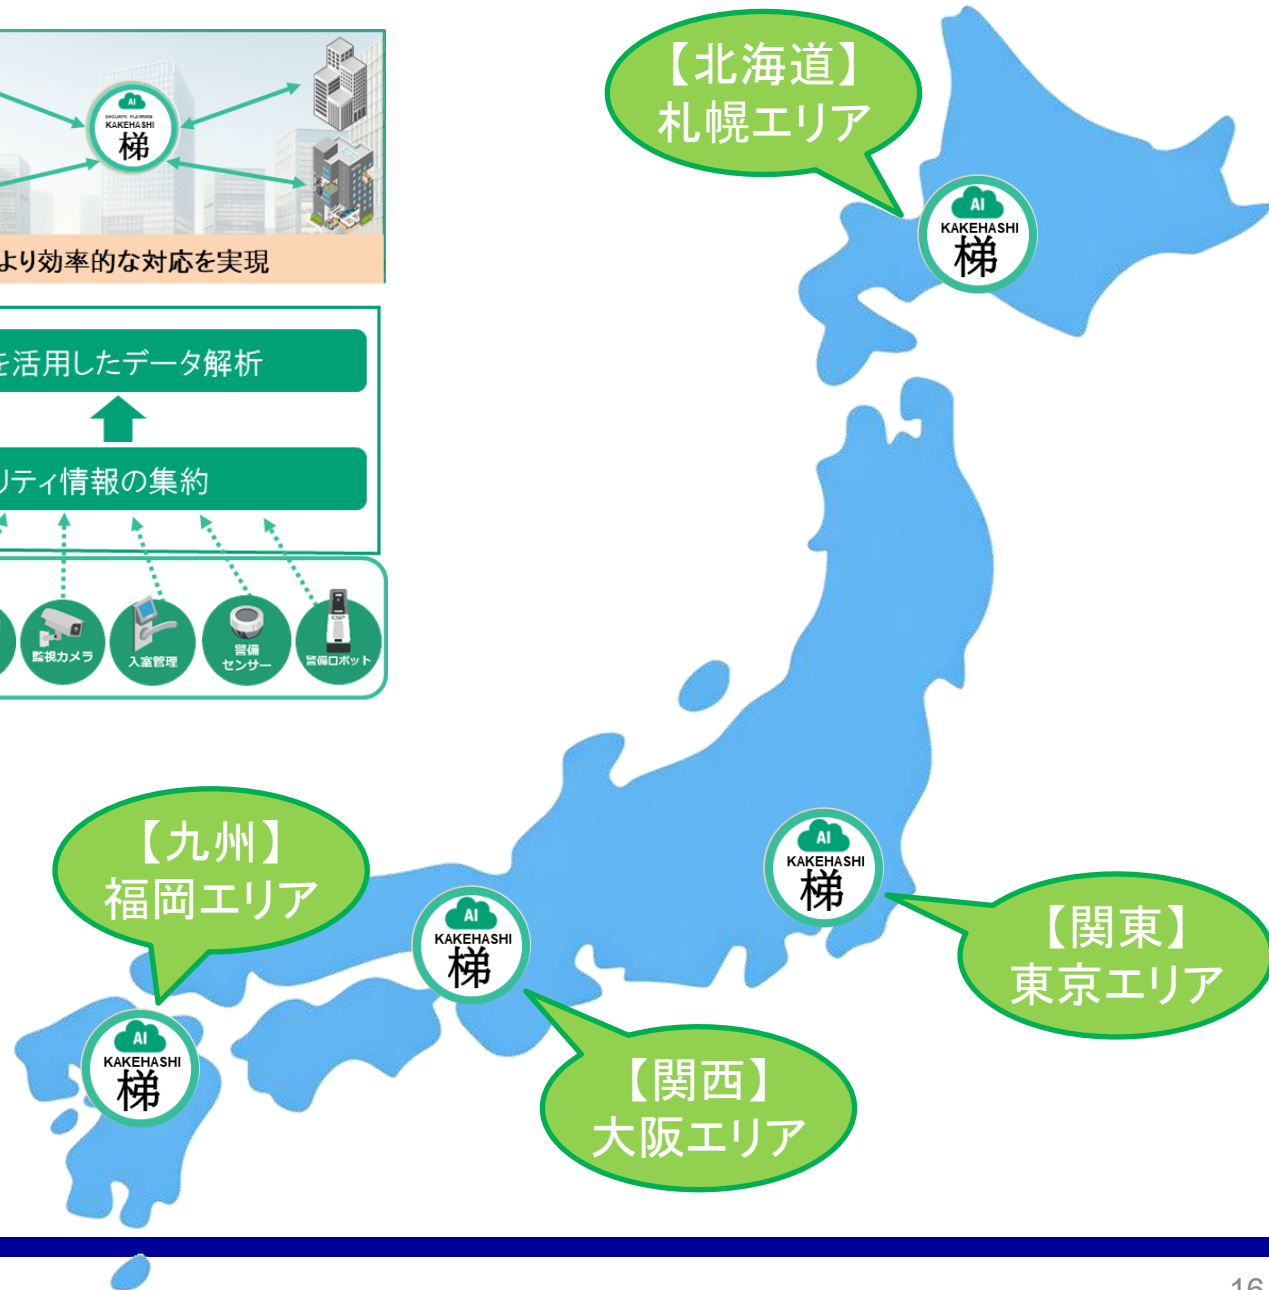 AI
SECURITY PLATFORM
KAKEHASHI
梯
より効率的な対応を実現
を活用したデータ解析
リティ情報の集約
監視カメラ
入室管理
警備
センサー
警備ロボット
【北海道】
札幌エリア
AI
KAKEHASHI
梯
【九州】
福岡エリア
AI
KAKEHASHI
梯
AI
KAKEHASHI
梯
【関東】
東京エリア
AI
KAKEHASHI
梯
【関西】
大阪エリア
16